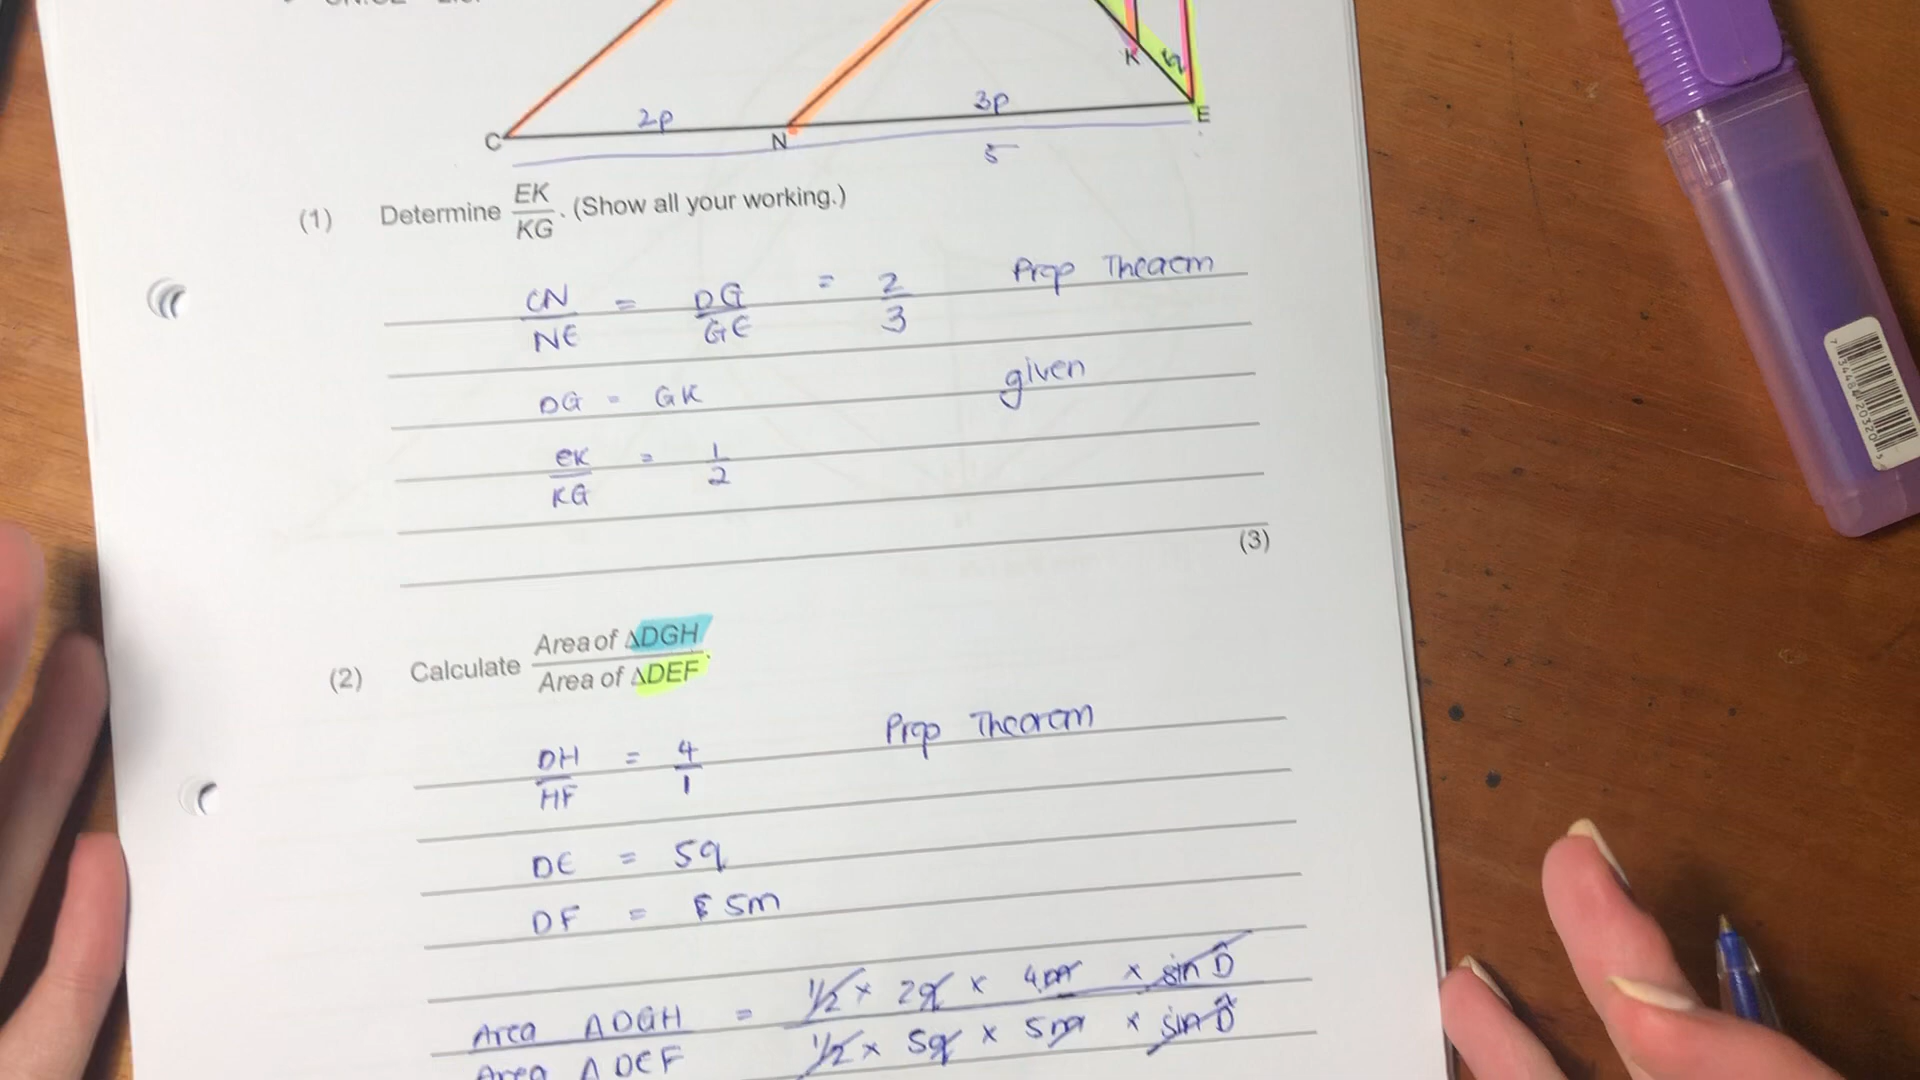 K q
2p 3p
C N E
5
(1) Determine EK/KG. (Show all your working.)
CN/NE = DG/GE = 2/3 Prop Theorem
DG = GK given
EK/KG = 1/2
(3)
(2) Calculate Area of ΔDGH/Area of ΔDEF.
DH/HF = 4/1 Prop Theorem
DE = 5q
DF = 5m
Area ΔDGH/Area ΔDEF = 1/2 × 2q × 4m × sin D̂/1/2 × 5q × 5m × sin D̂